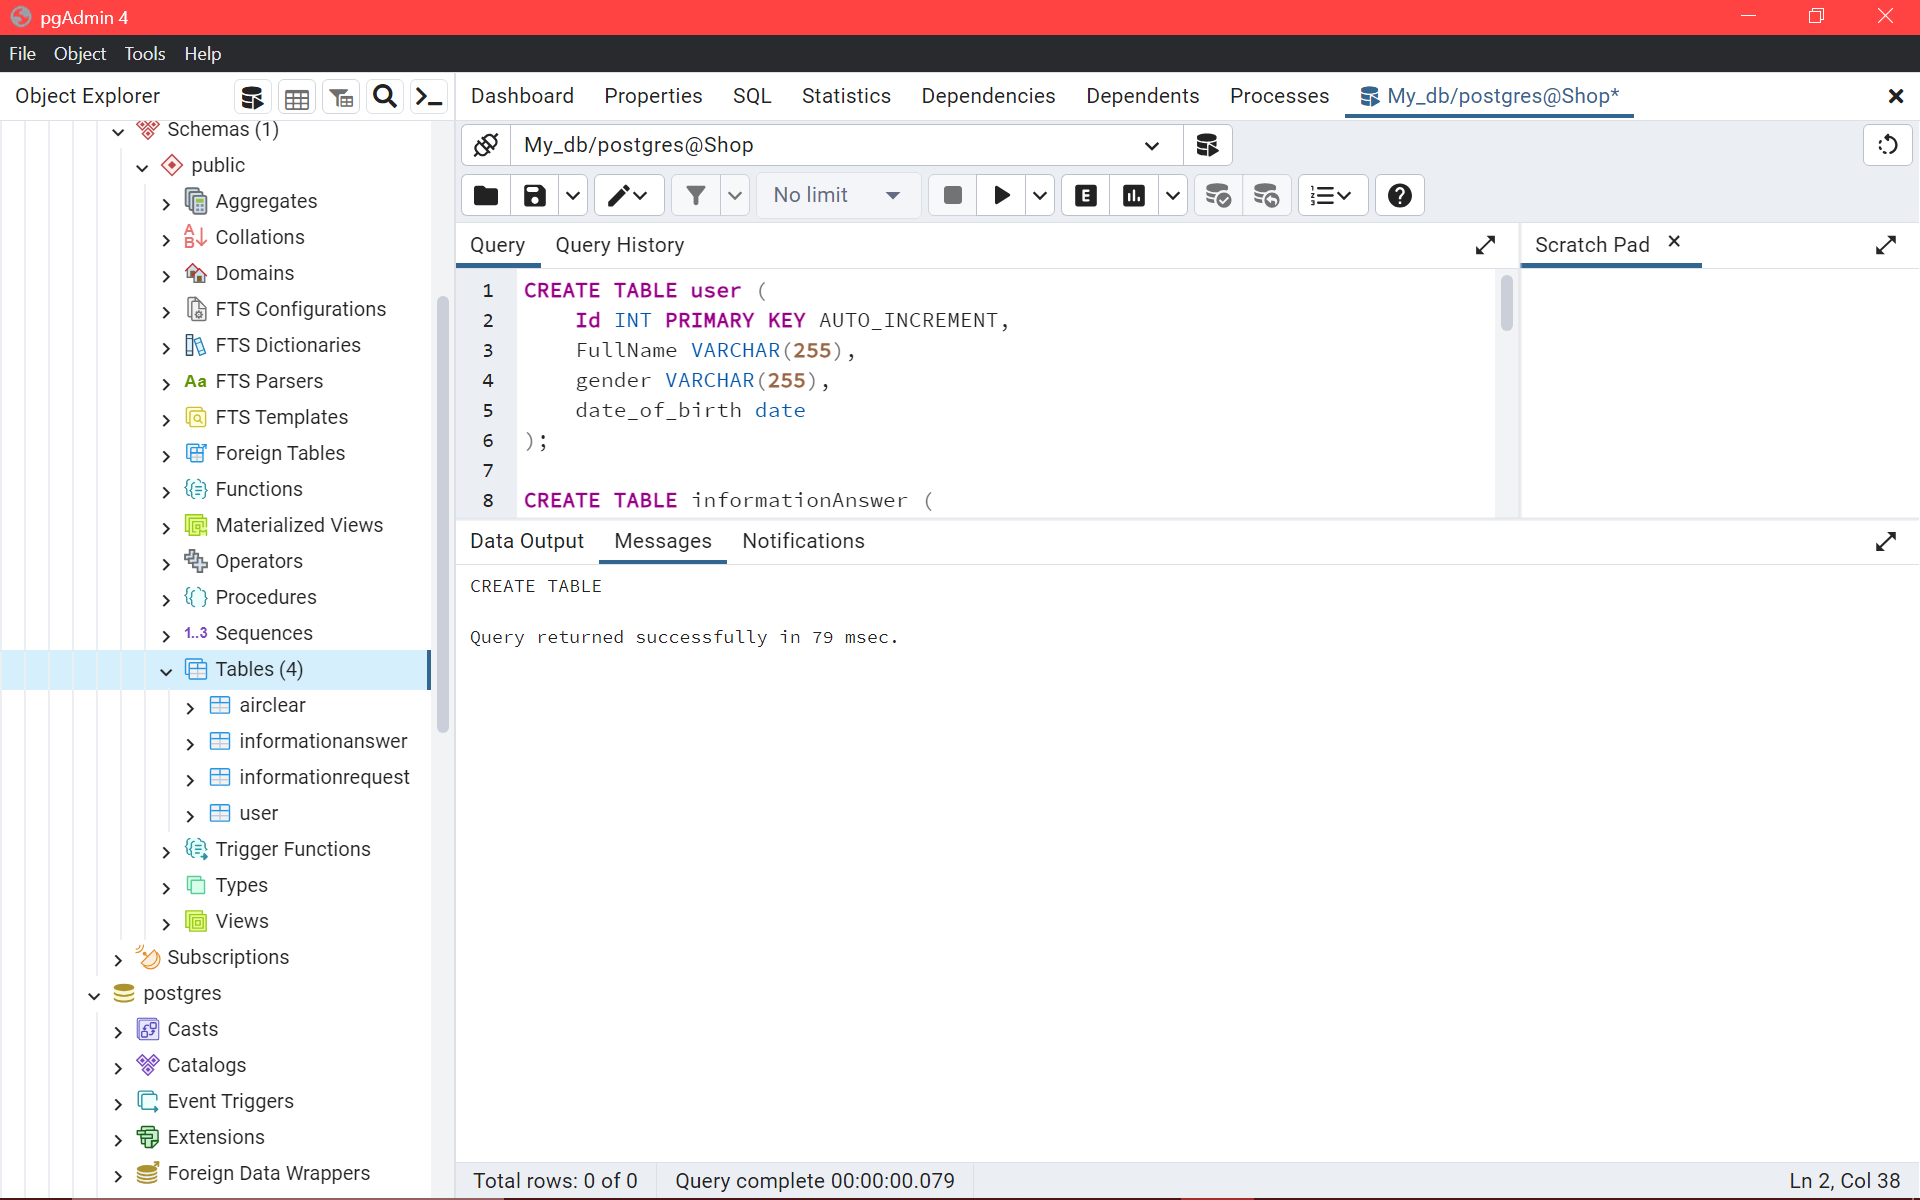 pgAdmin 4
File Object Tools Help
Object Explorer
Dashboard Properties SQL Statistics Dependencies Dependents Processes My_db/postgres@Shop*
Schemas (1)
public
Aggregates
Collations
Domains
FTS Configurations
FTS Dictionaries
Aa FTS Parsers
FTS Templates
Foreign Tables
Functions
Materialized Views
Operators
Procedures
1..3 Sequences
Tables (4)
airclear
informationanswer
informationrequest
user
Trigger Functions
Types
Views
Subscriptions
postgres
Casts
Catalogs
Event Triggers
Extensions
Foreign Data Wrappers
My_db/postgres@Shop
No limit
E
Query Query History
Scratch Pad
1 CREATE TABLE user (
2 Id INT PRIMARY KEY AUTO_INCREMENT,
3 FullName VARCHAR(255),
4 gender VARCHAR(255),
5 date_of_birth date
6 );
7
8 CREATE TABLE informationAnswer (
Data Output Messages Notifications
CREATE TABLE
Query returned successfully in 79 msec.
Total rows: 0 of 0 Query complete 00:00:00.079 Ln 2, Col 38